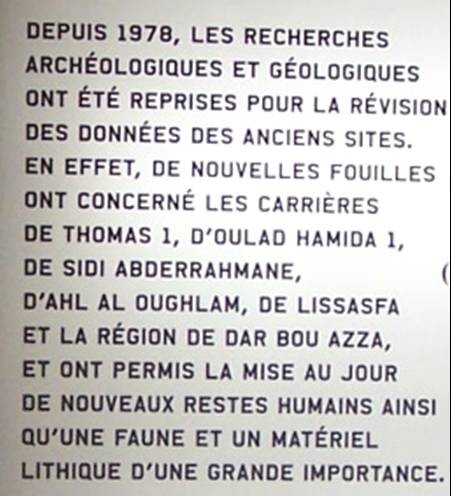 DEPUIS 1978, LES RECHERCHES
ARCHÉOLOGIQUES ET GÉOLOGIQUES
ONT ÉTÉ REPRISES POUR LA RÉVISION
DES DONNÉES DES ANCIENS SITES.
EN EFFET, DE NOUVELLES FOUILLES
ONT CONCERNÉ LES CARRIÈRES
DE THOMAS 1, D'OULAD HAMIDA 1,
DE SIDI ABDERRAHMANE,
D'AHL AL OUGHLAM, DE LISSASFA
ET LA RÉGION DE DAR BOU AZZA,
ET ONT PERMIS LA MISE AU JOUR
DE NOUVEAUX RESTES HUMAINS AINSI
QU'UNE FAUNE ET UN MATÉRIEL
LITHIQUE D'UNE GRANDE IMPORTANCE.